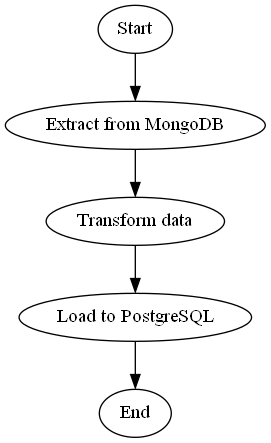 Start
Extract from MongoDB
Transform data
Load to PostgreSQL
End